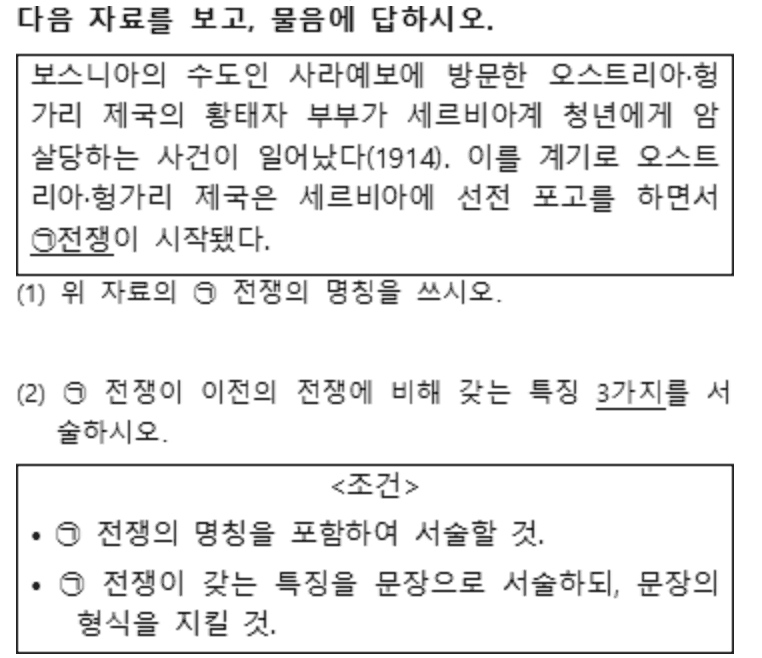 다음 자료를 보고, 물음에 답하시오.
보스니아의 수도인 사라예보에 방문한 오스트리아·헝
가리 제국의 황태자 부부가 세르비아계 청년에게 암
살당하는 사건이 일어났다(1914). 이를 계기로 오스트
리아·헝가리 제국은 세르비아에 선전 포고를 하면서
㉠전쟁이 시작됐다.
(1) 위 자료의 ㉠ 전쟁의 명칭을 쓰시오.
(2) ㉠ 전쟁이 이전의 전쟁에 비해 갖는 특징 3가지를 서
술하시오.
<조건>
• ㉠ 전쟁의 명칭을 포함하여 서술할 것.
• ㉠ 전쟁이 갖는 특징을 문장으로 서술하되, 문장의
형식을 지킬 것.